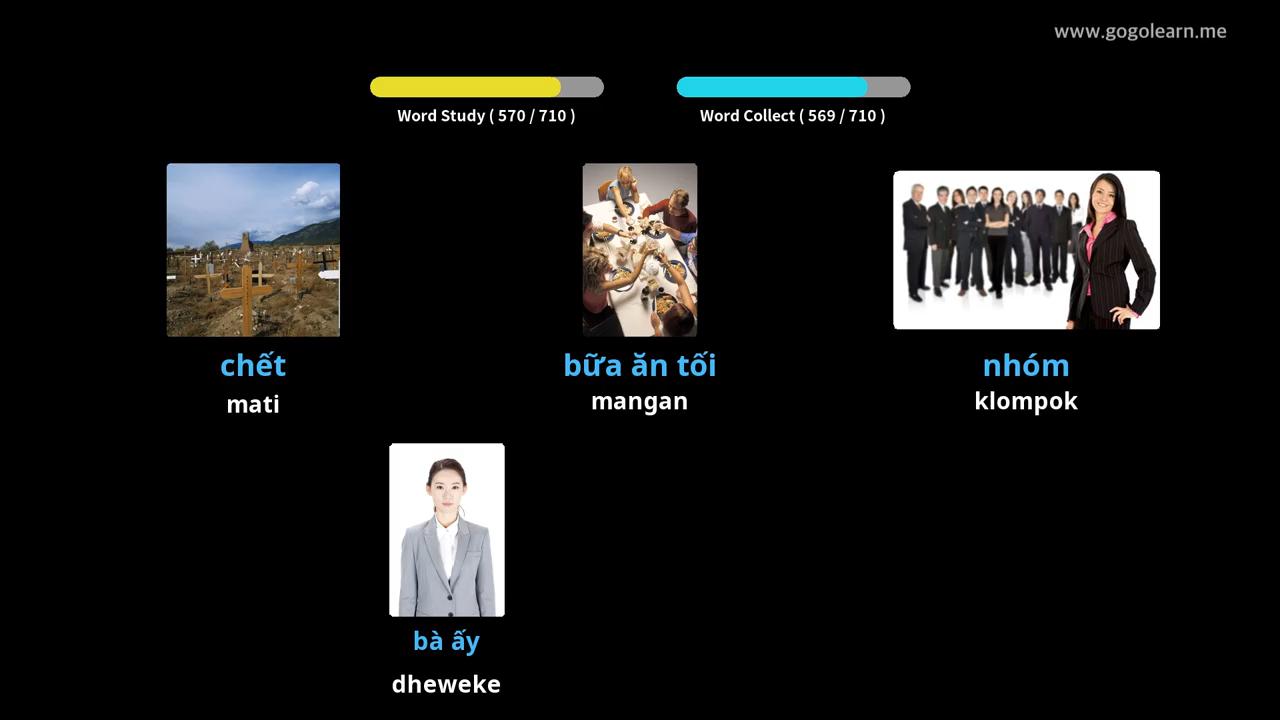 www.gogolearn.me
Word Study ( 570 / 710 )
Word Collect ( 569 / 710 )
chết
mati
bữa ăn tối
mangan
nhóm
klompok
bà ấy
dheweke